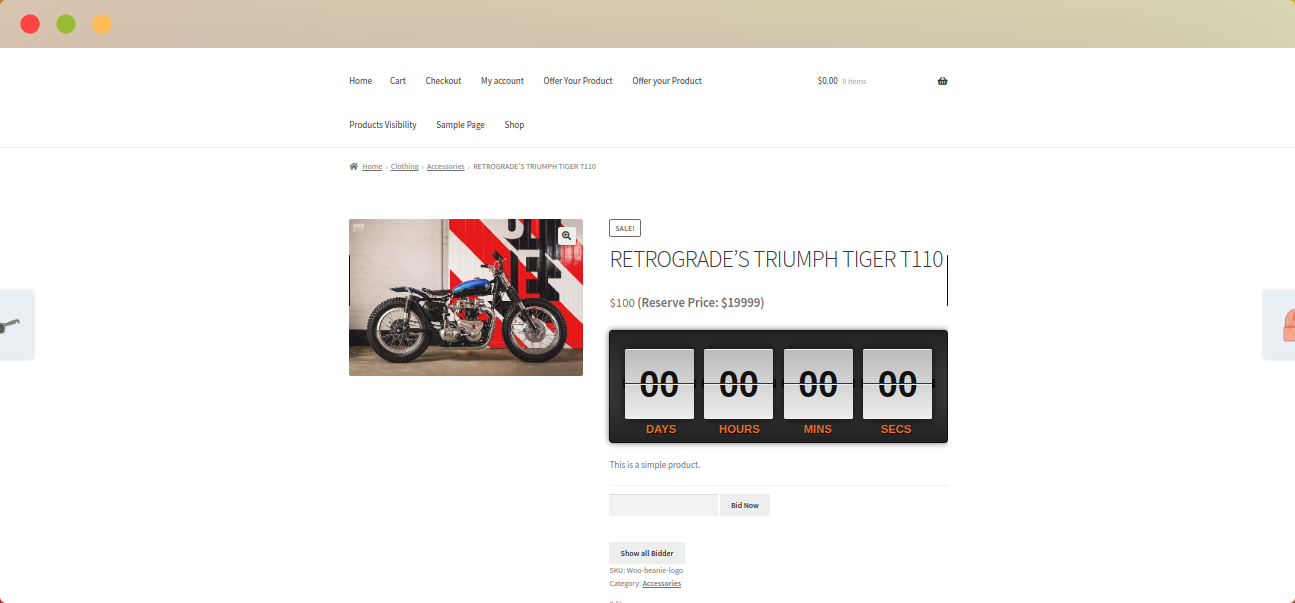 Home Cart Checkout My account Offer Your Product Offer your Product $0.00 0 items
Products Visibility Sample Page Shop
Home › Clothing › Accessories › RETROGRADE'S TRIUMPH TIGER T110
SALE!
RETROGRADE’S TRIUMPH TIGER T110
$100 (Reserve Price: $19999)
00 00 00 00
DAYS HOURS MINS SECS
This is a simple product.
Bid Now
Show all Bidder
SKU: Woo-beanie-logo
Category: Accessories